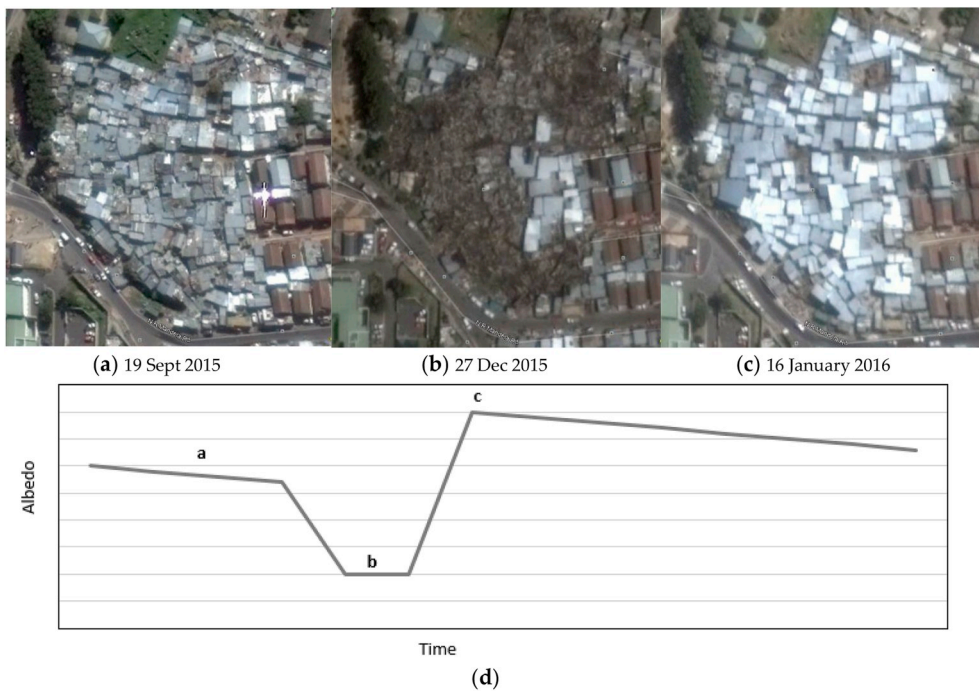 (a) 19 Sept 2015
(b) 27 Dec 2015
(c) 16 January 2016
c
a
b
Albedo
Time
(d)